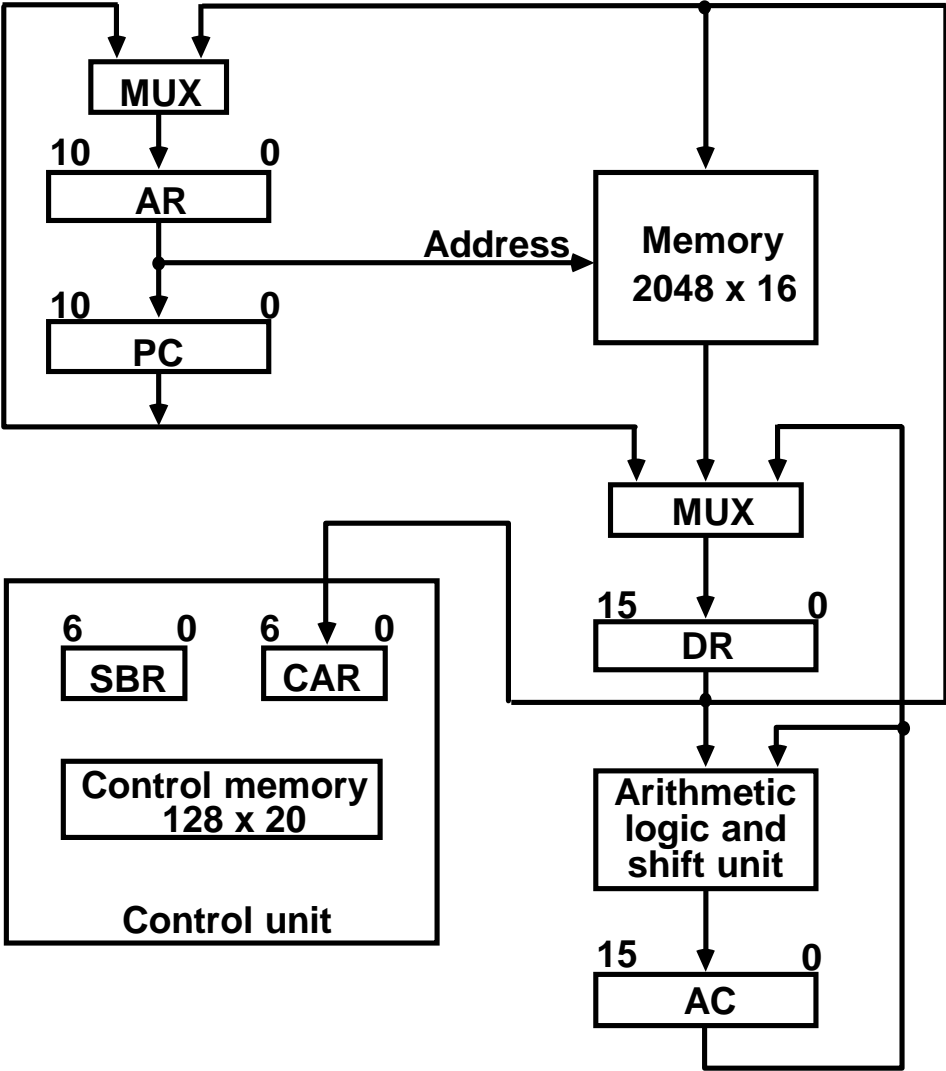 MUX
10 0
AR
Address
Memory
2048 x 16
10 0
PC
MUX
15 0
DR
6 0 6 0
SBR CAR
Control memory
128 x 20
Control unit
Arithmetic
logic and
shift unit
15 0
AC